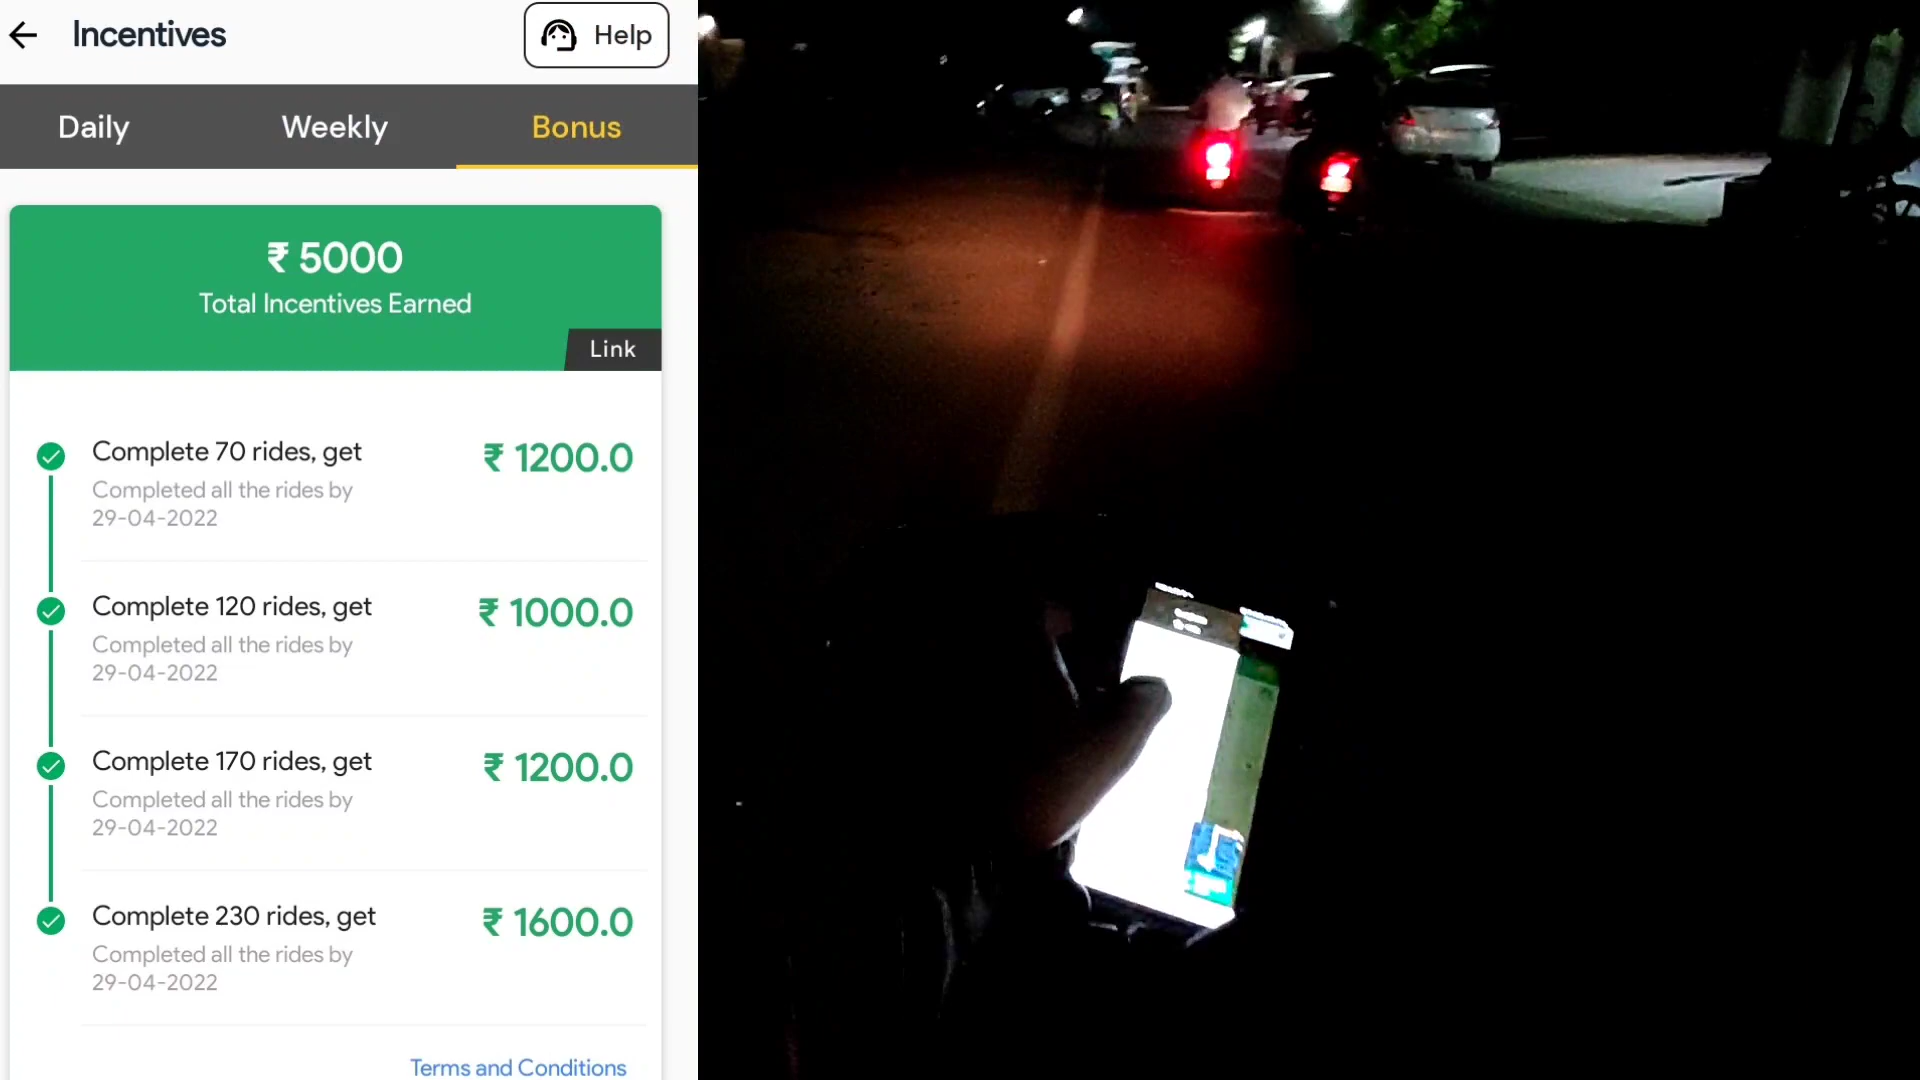 Incentives
Help
Daily Weekly Bonus
₹ 5000
Total Incentives Earned
Link
Complete 70 rides, get ₹ 1200.0
Completed all the rides by
29-04-2022
Complete 120 rides, get ₹ 1000.0
Completed all the rides by
29-04-2022
Complete 170 rides, get ₹ 1200.0
Completed all the rides by
29-04-2022
Complete 230 rides, get ₹ 1600.0
Completed all the rides by
29-04-2022
Terms and Conditions